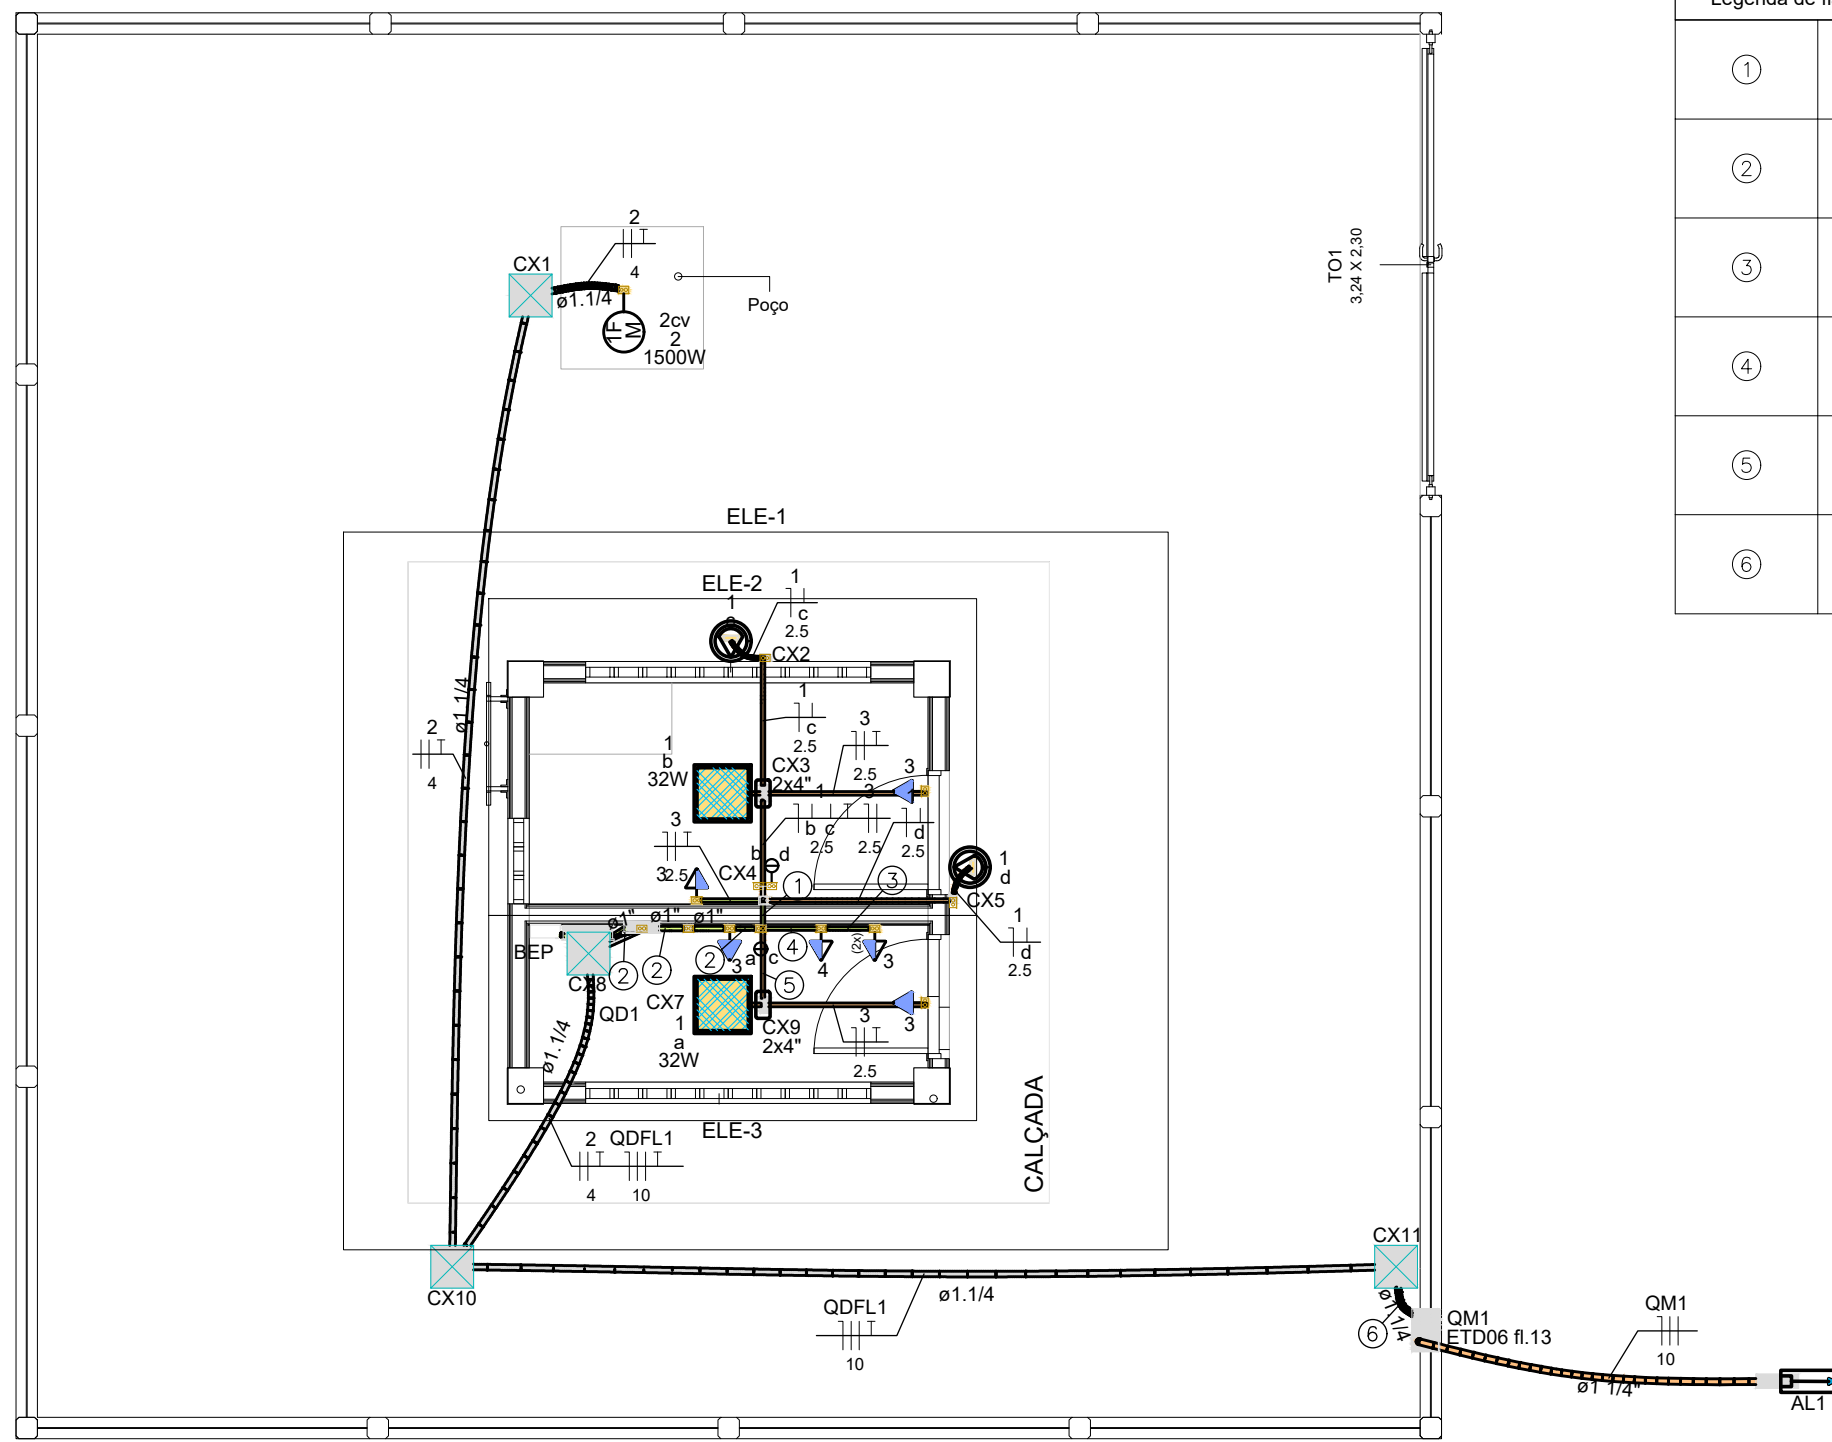 Legenda de fi
1
2
3
4
5
6
TO1
3,24 X 2,30
2
4
CX1
ø1.1/4
Poço
1F
M
2cv
2
1500W
ELE-1
ELE-2
1
1
c
2.5
CX2
ø1 1/4
2
4
1
c
2.5
3
2.5
1
b
32W
CX3
2x4"
3
1
3
b c
2.5
2.5
d
2.5
3
2.5
3
b
d
CX4
1
3
1
d
CX5
1
d
2.5
ø1"
ø1"
ø1"
BEP
CX8
2
2
2
3
a
c
4
4
(2x)
3
5
QD1
CX7
1
a
32W
CX9
2x4"
3
3
2.5
ø1.1/4
ELE-3
CALÇADA
2
QDFL1
4
10
CX10
CX11
QDFL1
10
ø1.1/4
ø1.1/4
6
QM1
ETD06 fl.13
QM1
10
ø1 1/4"
AL1